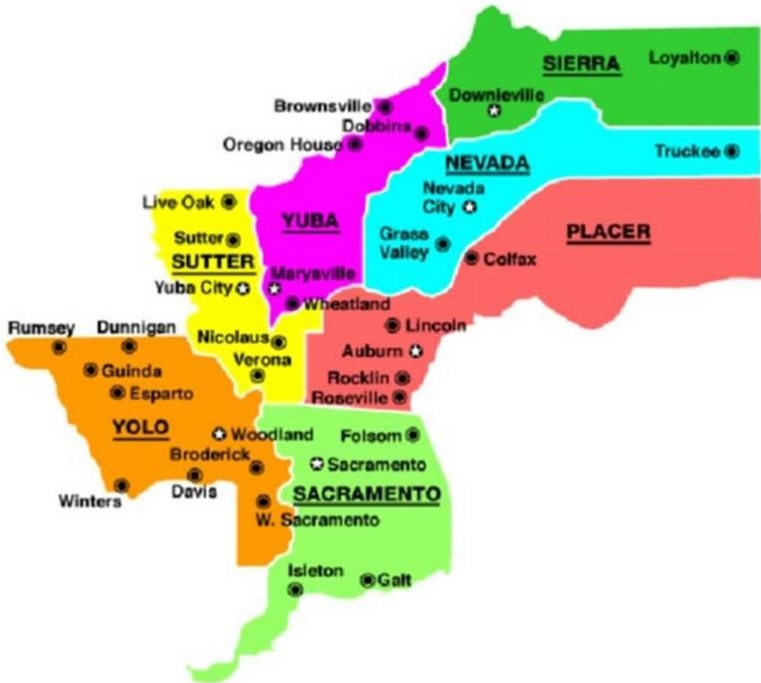 SIERRA
Loyalton
Downieville
Brownsville
Dobbins
Oregon House
NEVADA
Truckee
Nevada
City
Live Oak
YUBA
Grass
Valley
PLACER
Sutter
SUTTER
Colfax
Marysville
Yuba City
Wheatland
Rumsey
Dunnigan
Nicolaus
Lincoln
Verona
Auburn
Guinda
Rocklin
Esparto
Roseville
YOLO
Woodland
Folsom
Broderick
Sacramento
Winters
Davis
SACRAMENTO
W. Sacramento
Isleton
Galt